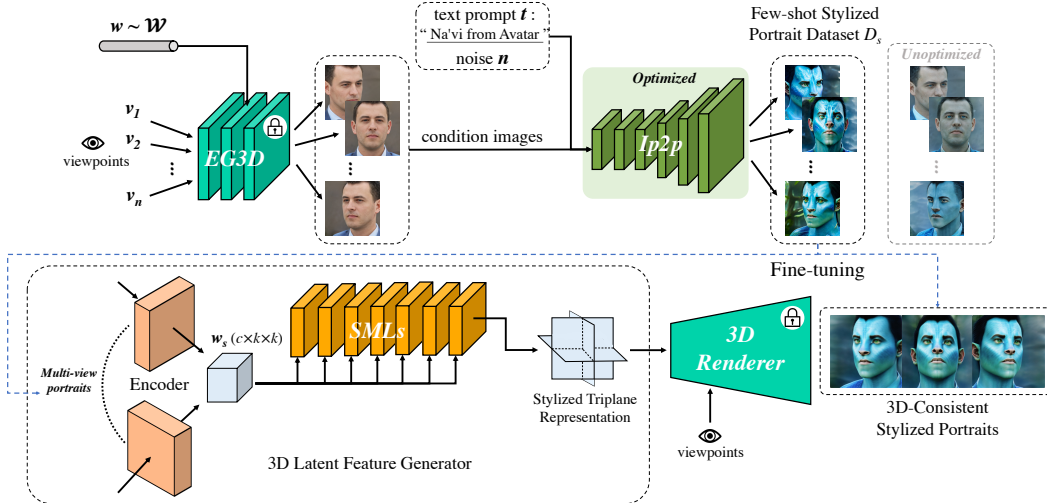 w ~ W
text prompt t :
“ Na'vi from Avatar ”
noise n
Few-shot Stylized
Portrait Dataset Ds
Unoptimized
Optimized
v1
v2
viewpoints
⋮
vn
EG3D
condition images
Ip2p
⋮
⋮
Fine-tuning
ws (c×k×k)
SMLs
Multi-view
portraits
Encoder
Stylized Triplane
Representation
3D
Renderer
viewpoints
3D-Consistent
Stylized Portraits
3D Latent Feature Generator